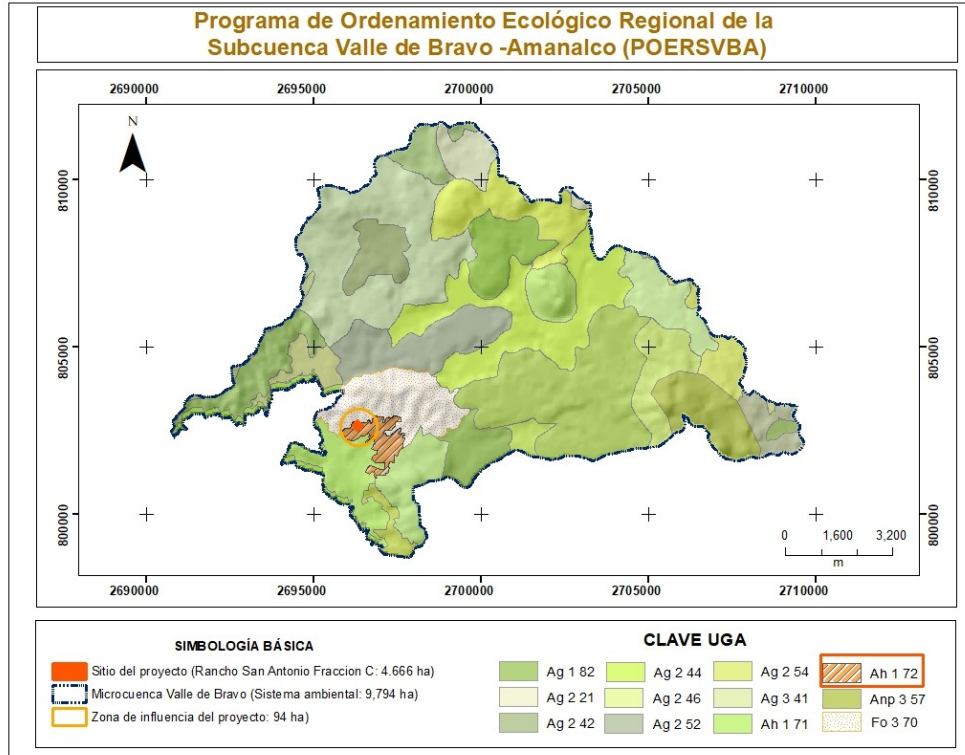 Programa de Ordenamiento Ecológico Regional de la
Subcuenca Valle de Bravo -Amanalco (POERSVBA)
2690000 2695000 2700000 2705000 2710000
N
810000 810000
805000 805000
800000 800000
0 1,600 3,200
m
2690000 2695000 2700000 2705000 2710000
SIMBOLOGÍA BÁSICA
Sitio del proyecto (Rancho San Antonio Fraccion C: 4.666 ha)
Microcuenca Valle de Bravo (Sistema ambiental: 9,794 ha)
Zona de influencia del proyecto: 94 ha)
CLAVE UGA
Ag 1 82 Ag 2 44 Ag 2 54 Ah 1 72
Ag 2 21 Ag 2 46 Ag 3 41 Anp 3 57
Ag 2 42 Ag 2 52 Ah 1 71 Fo 3 70